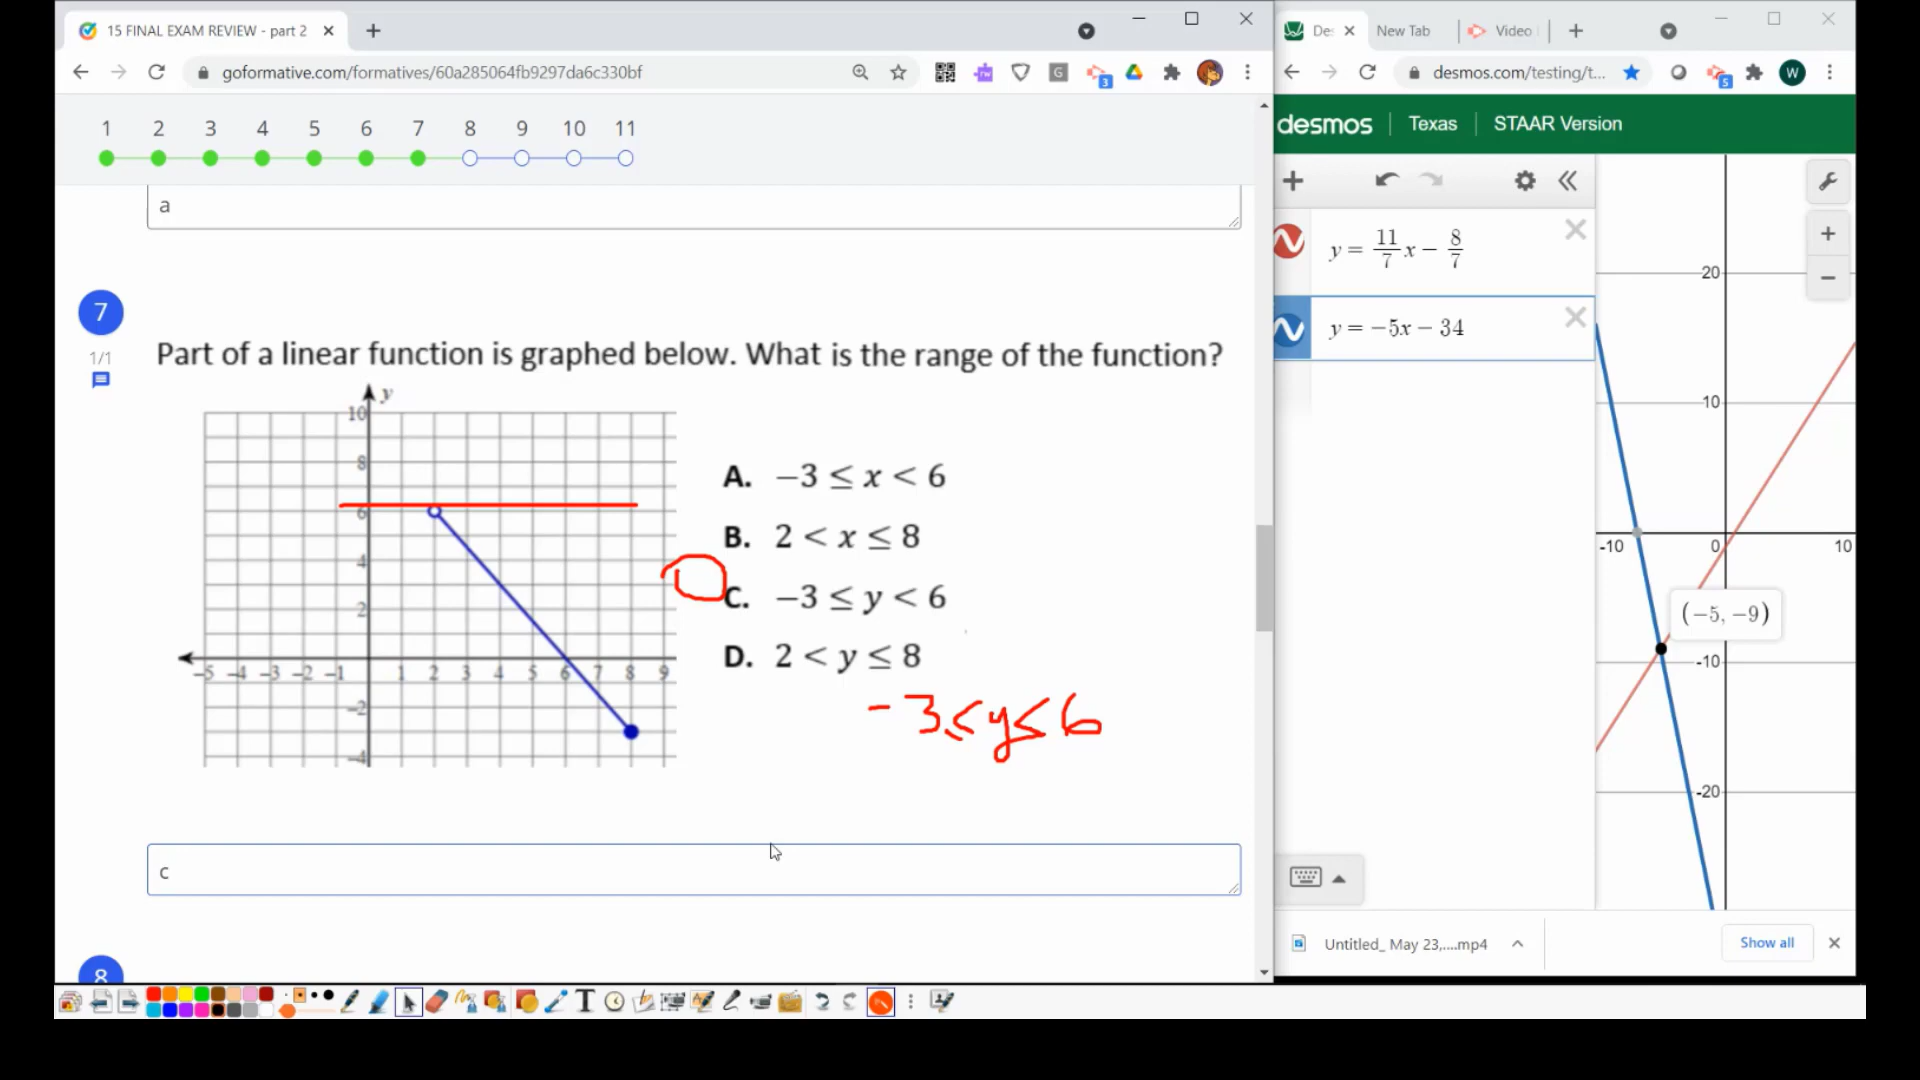 15 FINAL EXAM REVIEW - part 2
De
New Tab
Video
goformative.com/formatives/60a285064fb9297da6c330bf
G
3
desmos.com/testing/t...
5
W
1 2 3 4 5 6 7 8 9 10 11
desmos Texas STAAR Version
a
7
1/1
Part of a linear function is graphed below. What is the range of the function?
y
10
8
6
4
2
-5 -4 -3 -2 -1 1 2 3 4 5 6 7 8 9
-2
-4
A. −3 ≤ x < 6
B. 2 < x ≤ 8
C. −3 ≤ y < 6
D. 2 < y ≤ 8
-3≤y≤6
c
8
y = 11/7 x − 8/7
y = −5x − 34
20
10
-10 0 10
(−5, −9)
-10
-20
Untitled_ May 23,....mp4
Show all
T